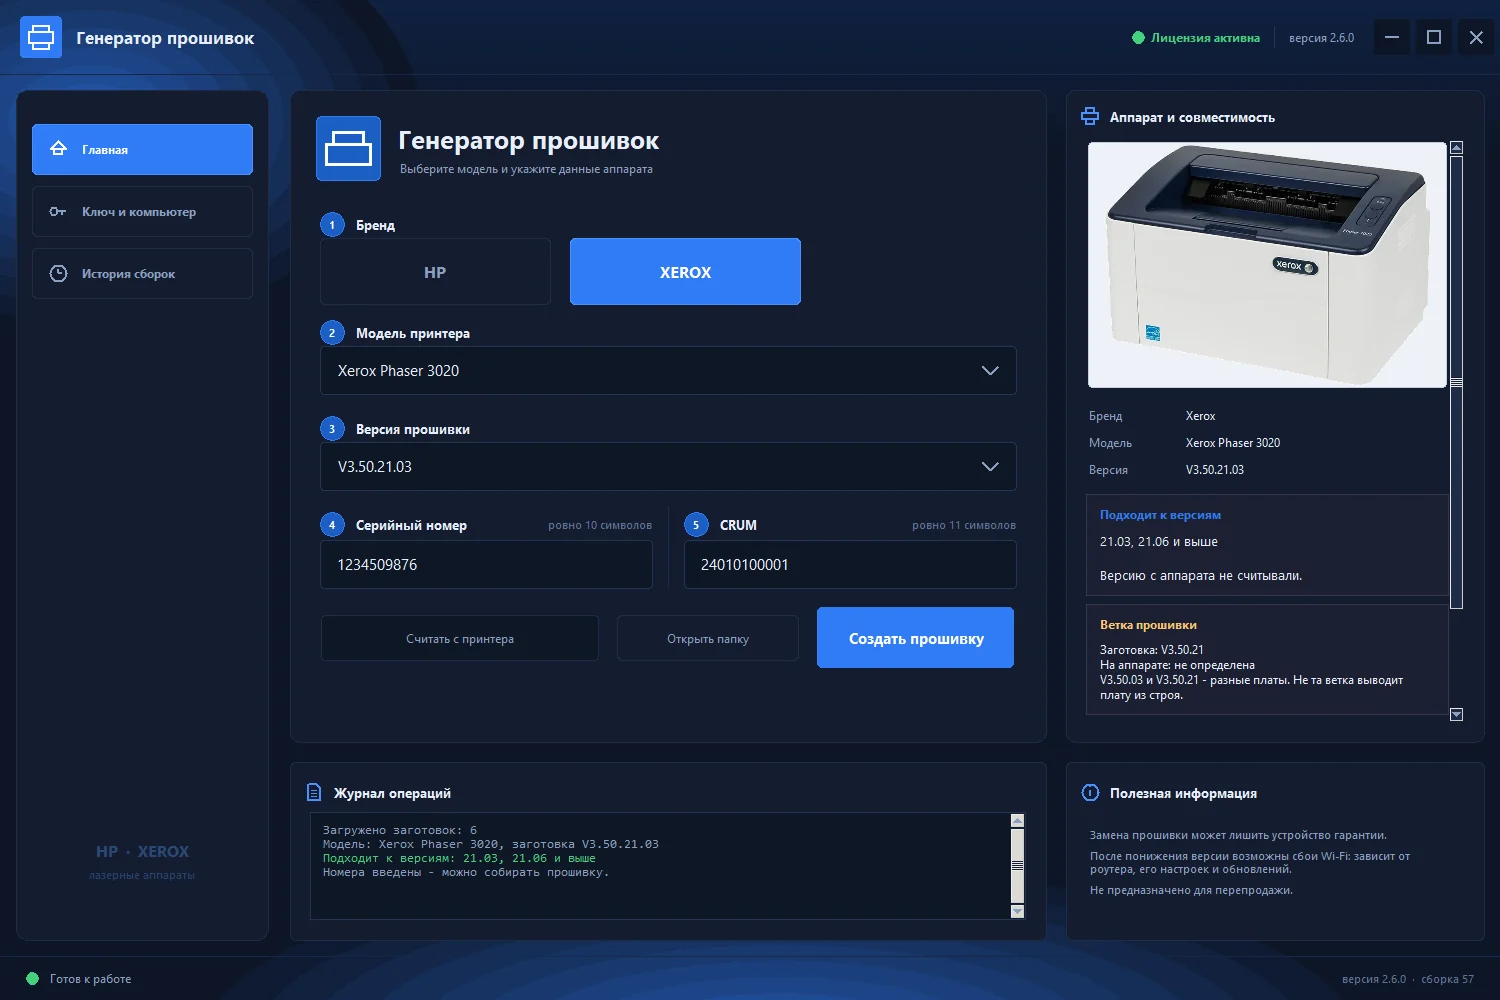 Генератор прошивок
Лицензия активна
версия 2.6.0
Главная
Ключ и компьютер
История сборок
HP · XEROX
лазерные аппараты
Генератор прошивок
Выберите модель и укажите данные аппарата
1 Бренд
HP
XEROX
2 Модель принтера
Xerox Phaser 3020
3 Версия прошивки
V3.50.21.03
4 Серийный номер
ровно 10 символов
1234509876
5 CRUM
ровно 11 символов
24010100001
Считать с принтера
Открыть папку
Создать прошивку
Аппарат и совместимость
xerox
Бренд Xerox
Модель Xerox Phaser 3020
Версия V3.50.21.03
Подходит к версиям
21.03, 21.06 и выше
Версию с аппарата не считывали.
Ветка прошивки
Заготовка: V3.50.21
На аппарате: не определена
V3.50.03 и V3.50.21 - разные платы. Не та ветка выводит
плату из строя.
Журнал операций
Загружено заготовок: 6
Модель: Xerox Phaser 3020, заготовка V3.50.21.03
Подходит к версиям: 21.03, 21.06 и выше
Номера введены - можно собирать прошивку.
Полезная информация
Замена прошивки может лишить устройство гарантии.
После понижения версии возможны сбои Wi-Fi: зависит от
роутера, его настроек и обновлений.
Не предназначено для перепродажи.
Готов к работе
версия 2.6.0 · сборка 57